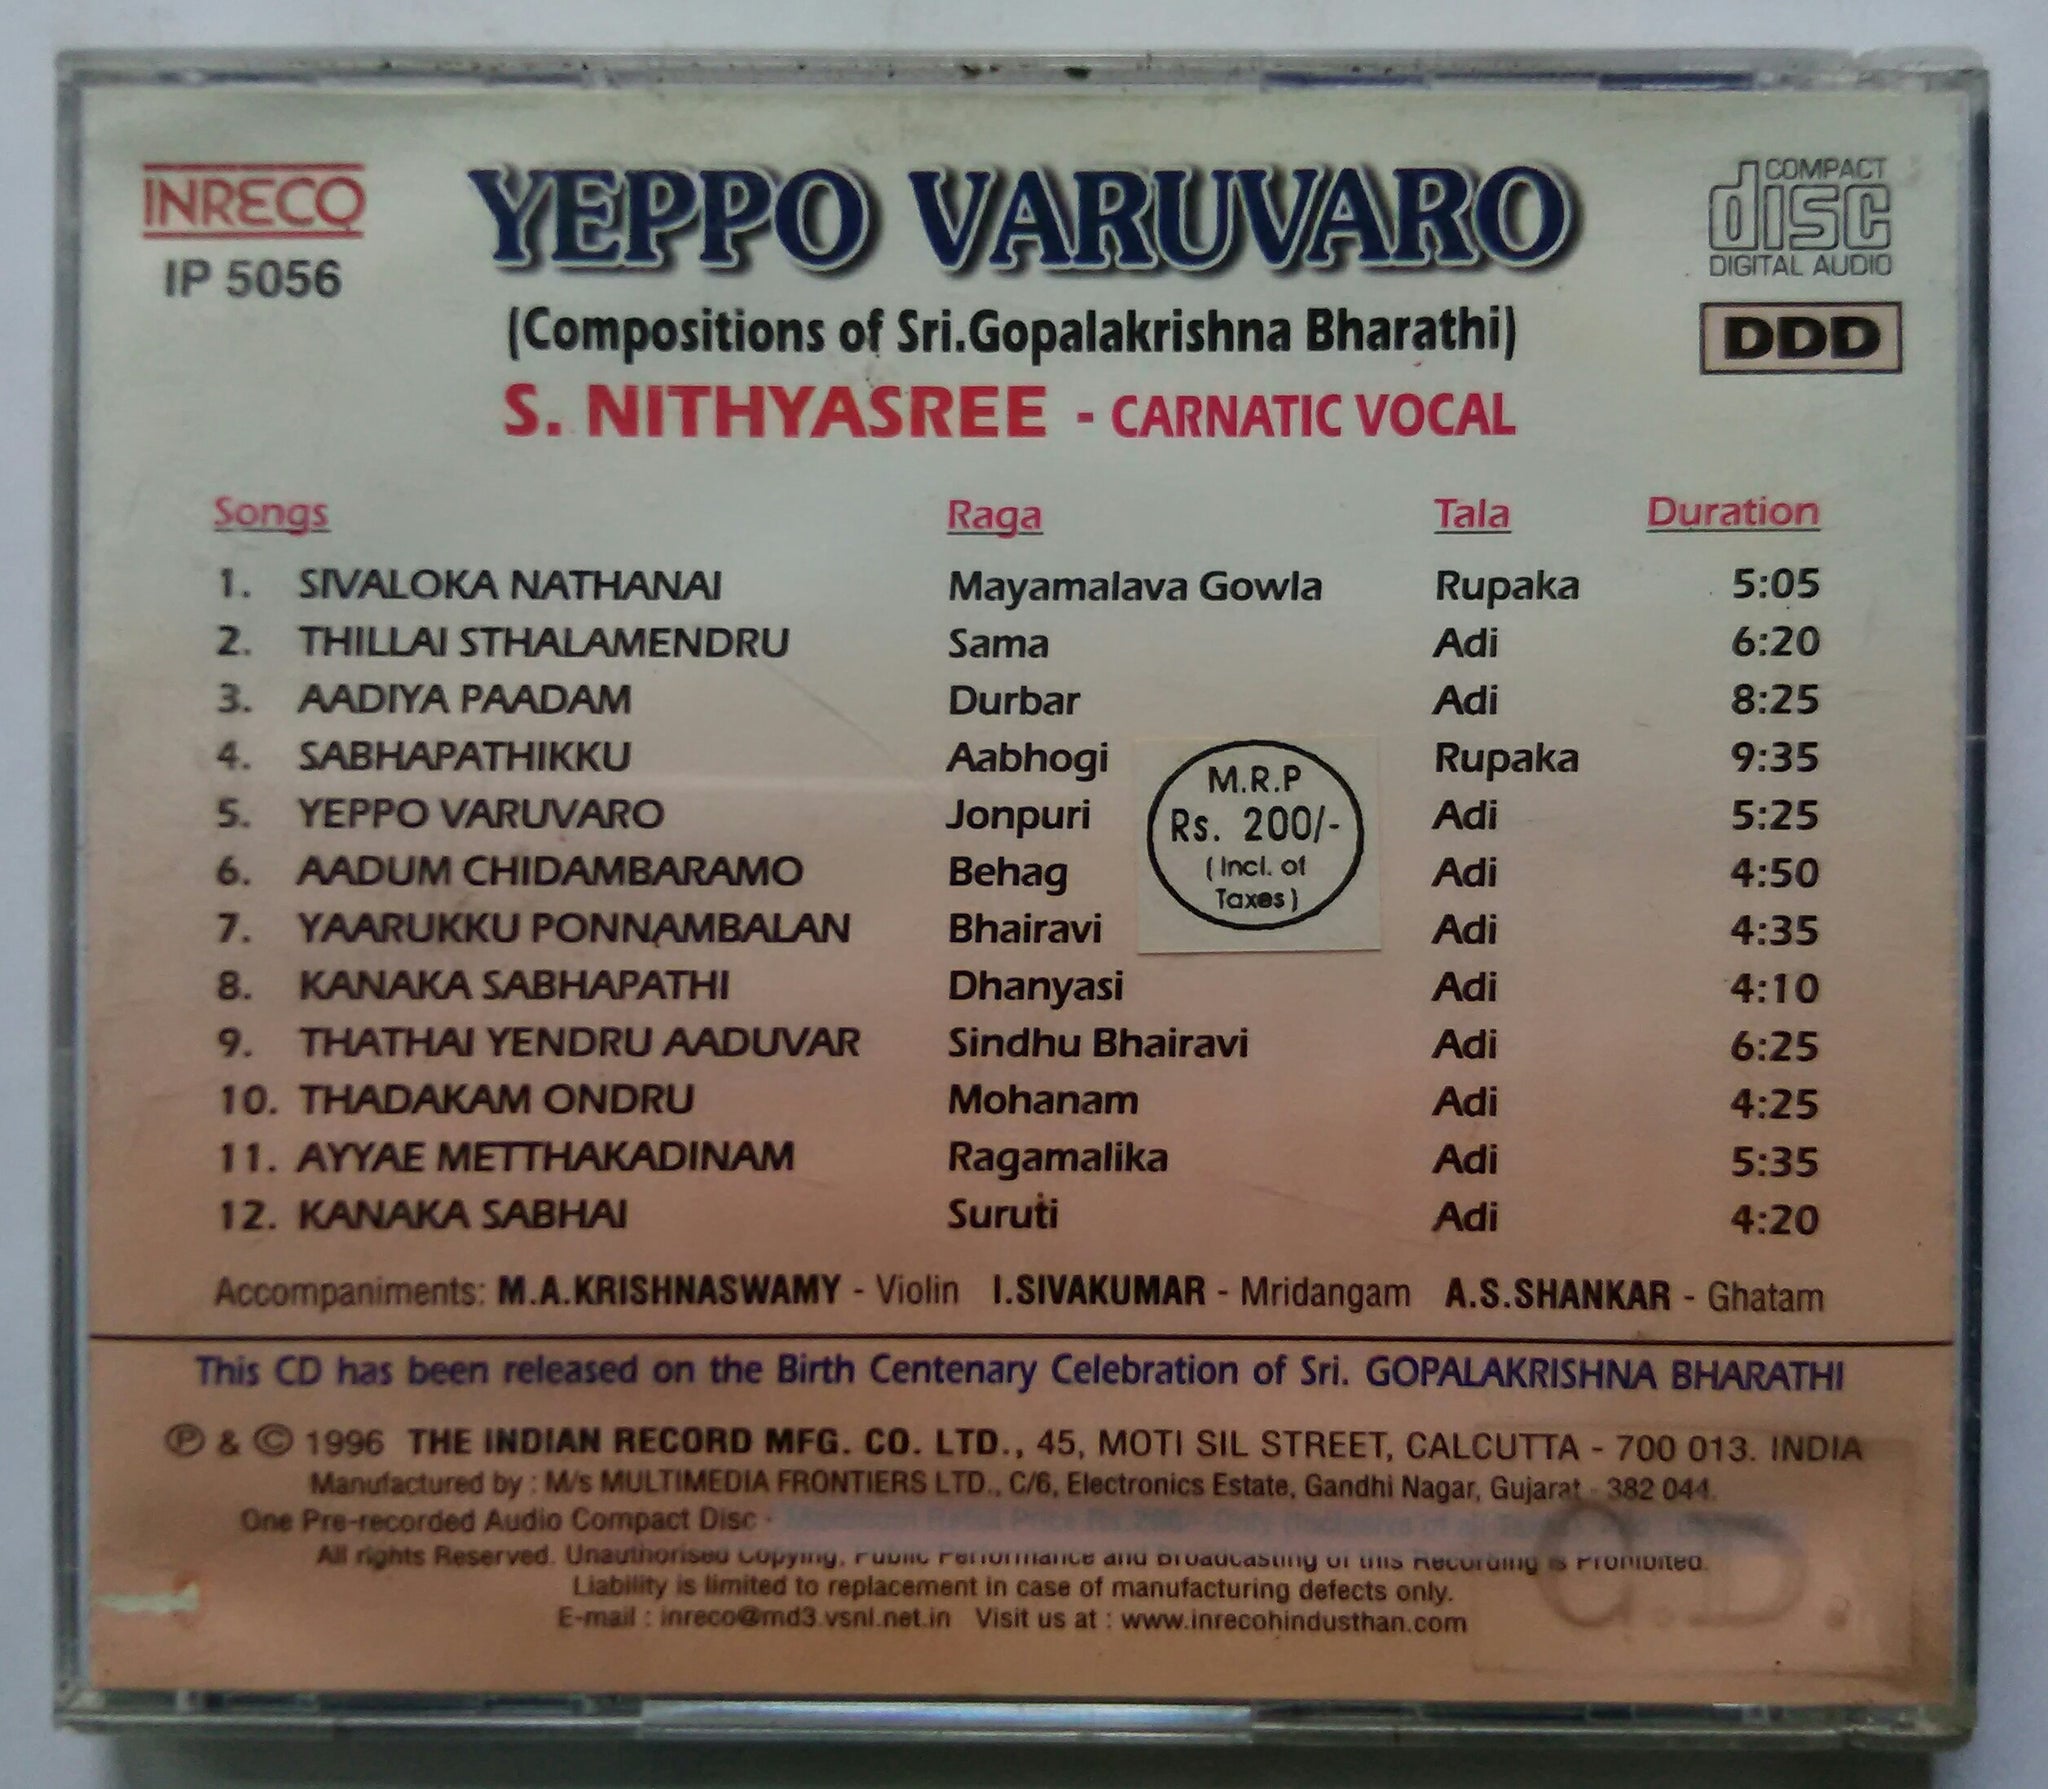 INRECO
IP 5056
YEPPO VARUVARO
COMPACT
disc
DIGITAL AUDIO
(Compositions of Sri.Gopalakrishna Bharathi)
DDD
S. NITHYASREE - CARNATIC VOCAL
Songs Raga Tala Duration
1. SIVALOKA NATHANAI Mayamalava Gowla Rupaka 5:05
2. THILLAI STHALAMENDRU Sama Adi 6:20
3. AADIYA PAADAM Durbar Adi 8:25
4. SABHAPATHIKKU Aabhogi Rupaka 9:35
5. YEPPO VARUVARO Jonpuri Adi 5:25
6. AADUM CHIDAMBARAMO Behag Adi 4:50
7. YAARUKKU PONNAMBALAN Bhairavi Adi 4:35
8. KANAKA SABHAPATHI Dhanyasi Adi 4:10
9. THATHAI YENDRU AADUVAR Sindhu Bhairavi Adi 6:25
10. THADAKAM ONDRU Mohanam Adi 4:25
11. AYYAE METTHAKADINAM Ragamalika Adi 5:35
12. KANAKA SABHAI Suruti Adi 4:20
M.R.P
Rs. 200/-
(Incl. of
Taxes)
Accompaniments: M.A.KRISHNASWAMY - Violin I.SIVAKUMAR - Mridangam A.S.SHANKAR - Ghatam
This CD has been released on the Birth Centenary Celebration of Sri. GOPALAKRISHNA BHARATHI
℗ & © 1996 THE INDIAN RECORD MFG. CO. LTD., 45, MOTI SIL STREET, CALCUTTA - 700 013. INDIA
Manufactured by : M/s MULTIMEDIA FRONTIERS LTD., C/6, Electronics Estate, Gandhi Nagar, Gujarat - 382 044.
One Pre-recorded Audio Compact Disc -
All rights Reserved. Unauthorised Copying, Public Performance and Broadcasting of this Recording is Prohibited.
Liability is limited to replacement in case of manufacturing defects only.
E-mail : inreco@md3.vsnl.net.in Visit us at : www.inrecohindusthan.com